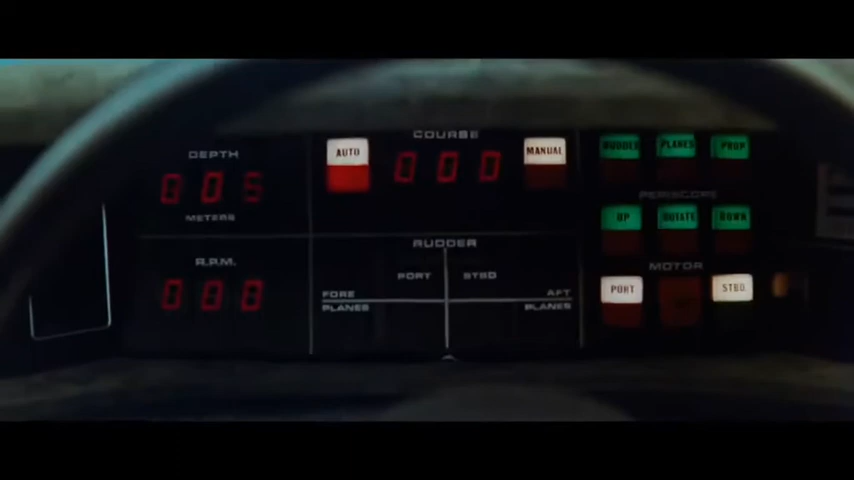 DEPTH
005
METERS
R.P.M.
000
COURSE
AUTO
000
MANUAL
RUDDER
PORT
STBD
FORE
PLANES
AFT
PLANES
RUDDER
PLANES
PROP
PERISCOPE
UP
ROTATE
DOWN
MOTOR
PORT
STBD